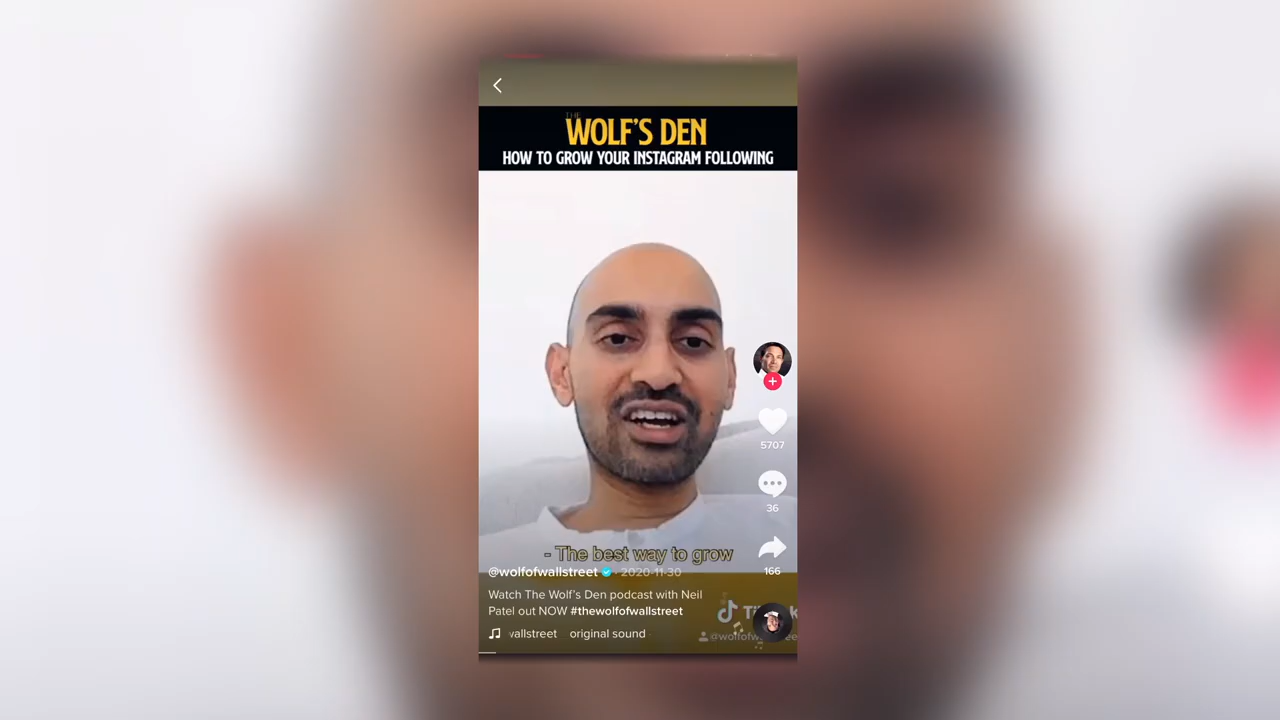 THE
WOLF'S DEN
HOW TO GROW YOUR INSTAGRAM FOLLOWING
5707
36
- The best way to grow
166
@wolfofwallstreet · 2020-11-30
Watch The Wolf's Den podcast with Neil
Patel out NOW #thewolfofwallstreet
vallstreet original sound